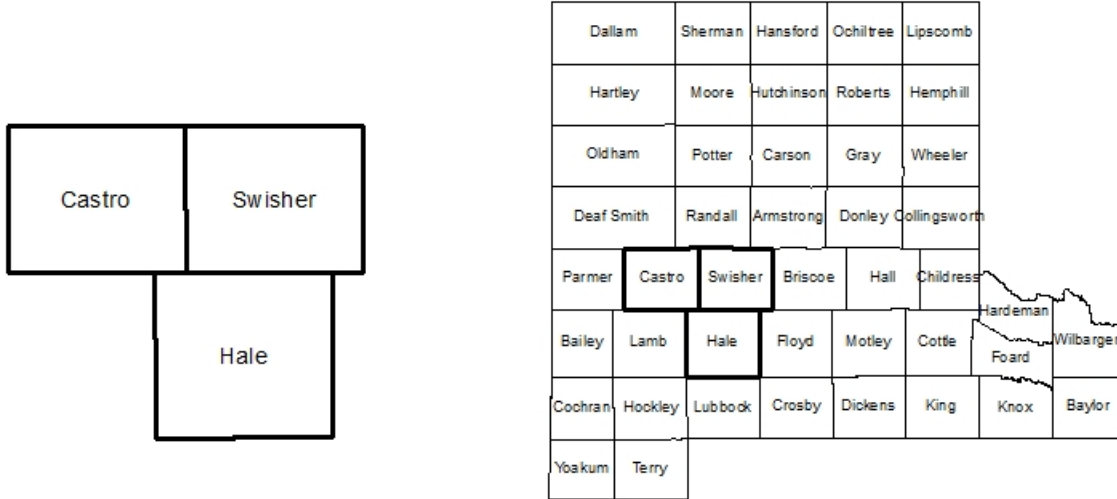 Castro Swisher
Hale
Dallam Sherman Hansford Ochiltree Lipscomb
Hartley Moore Hutchinson Roberts Hemphill
Oldham Potter Carson Gray Wheeler
Deaf Smith Randall Armstrong Donley Collingsworth
Parmer Castro Swisher Briscoe Hall Childress
Hardeman
Bailey Lamb Hale Floyd Motley Cottle Wilbarger
Foard
Cochran Hockley Lubbock Crosby Dickens King Knox Baylor
Yoakum Terry